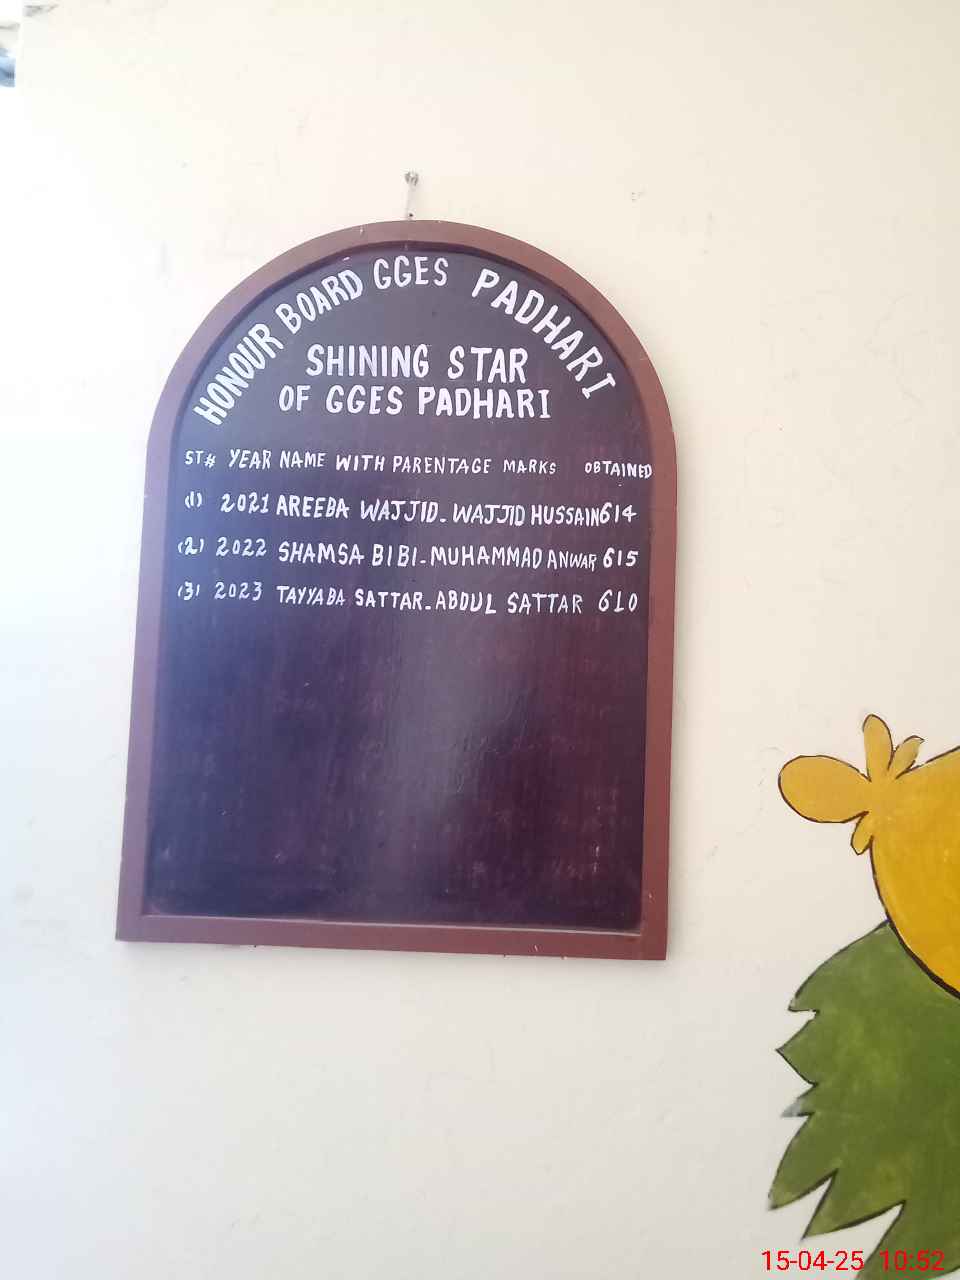 HONOUR BOARD GGES PADHARI
SHINING STAR
OF GGES PADHARI
ST# YEAR NAME WITH PARENTAGE MARKS OBTAINED
(1) 2021 AREEBA WAJJID. WAJJID HUSSAIN 614
(2) 2022 SHAMSA BIBI-MUHAMMAD ANWAR 615
(3) 2023 TAYYABA SATTAR-ABDUL SATTAR 610
15-04-25 10:52